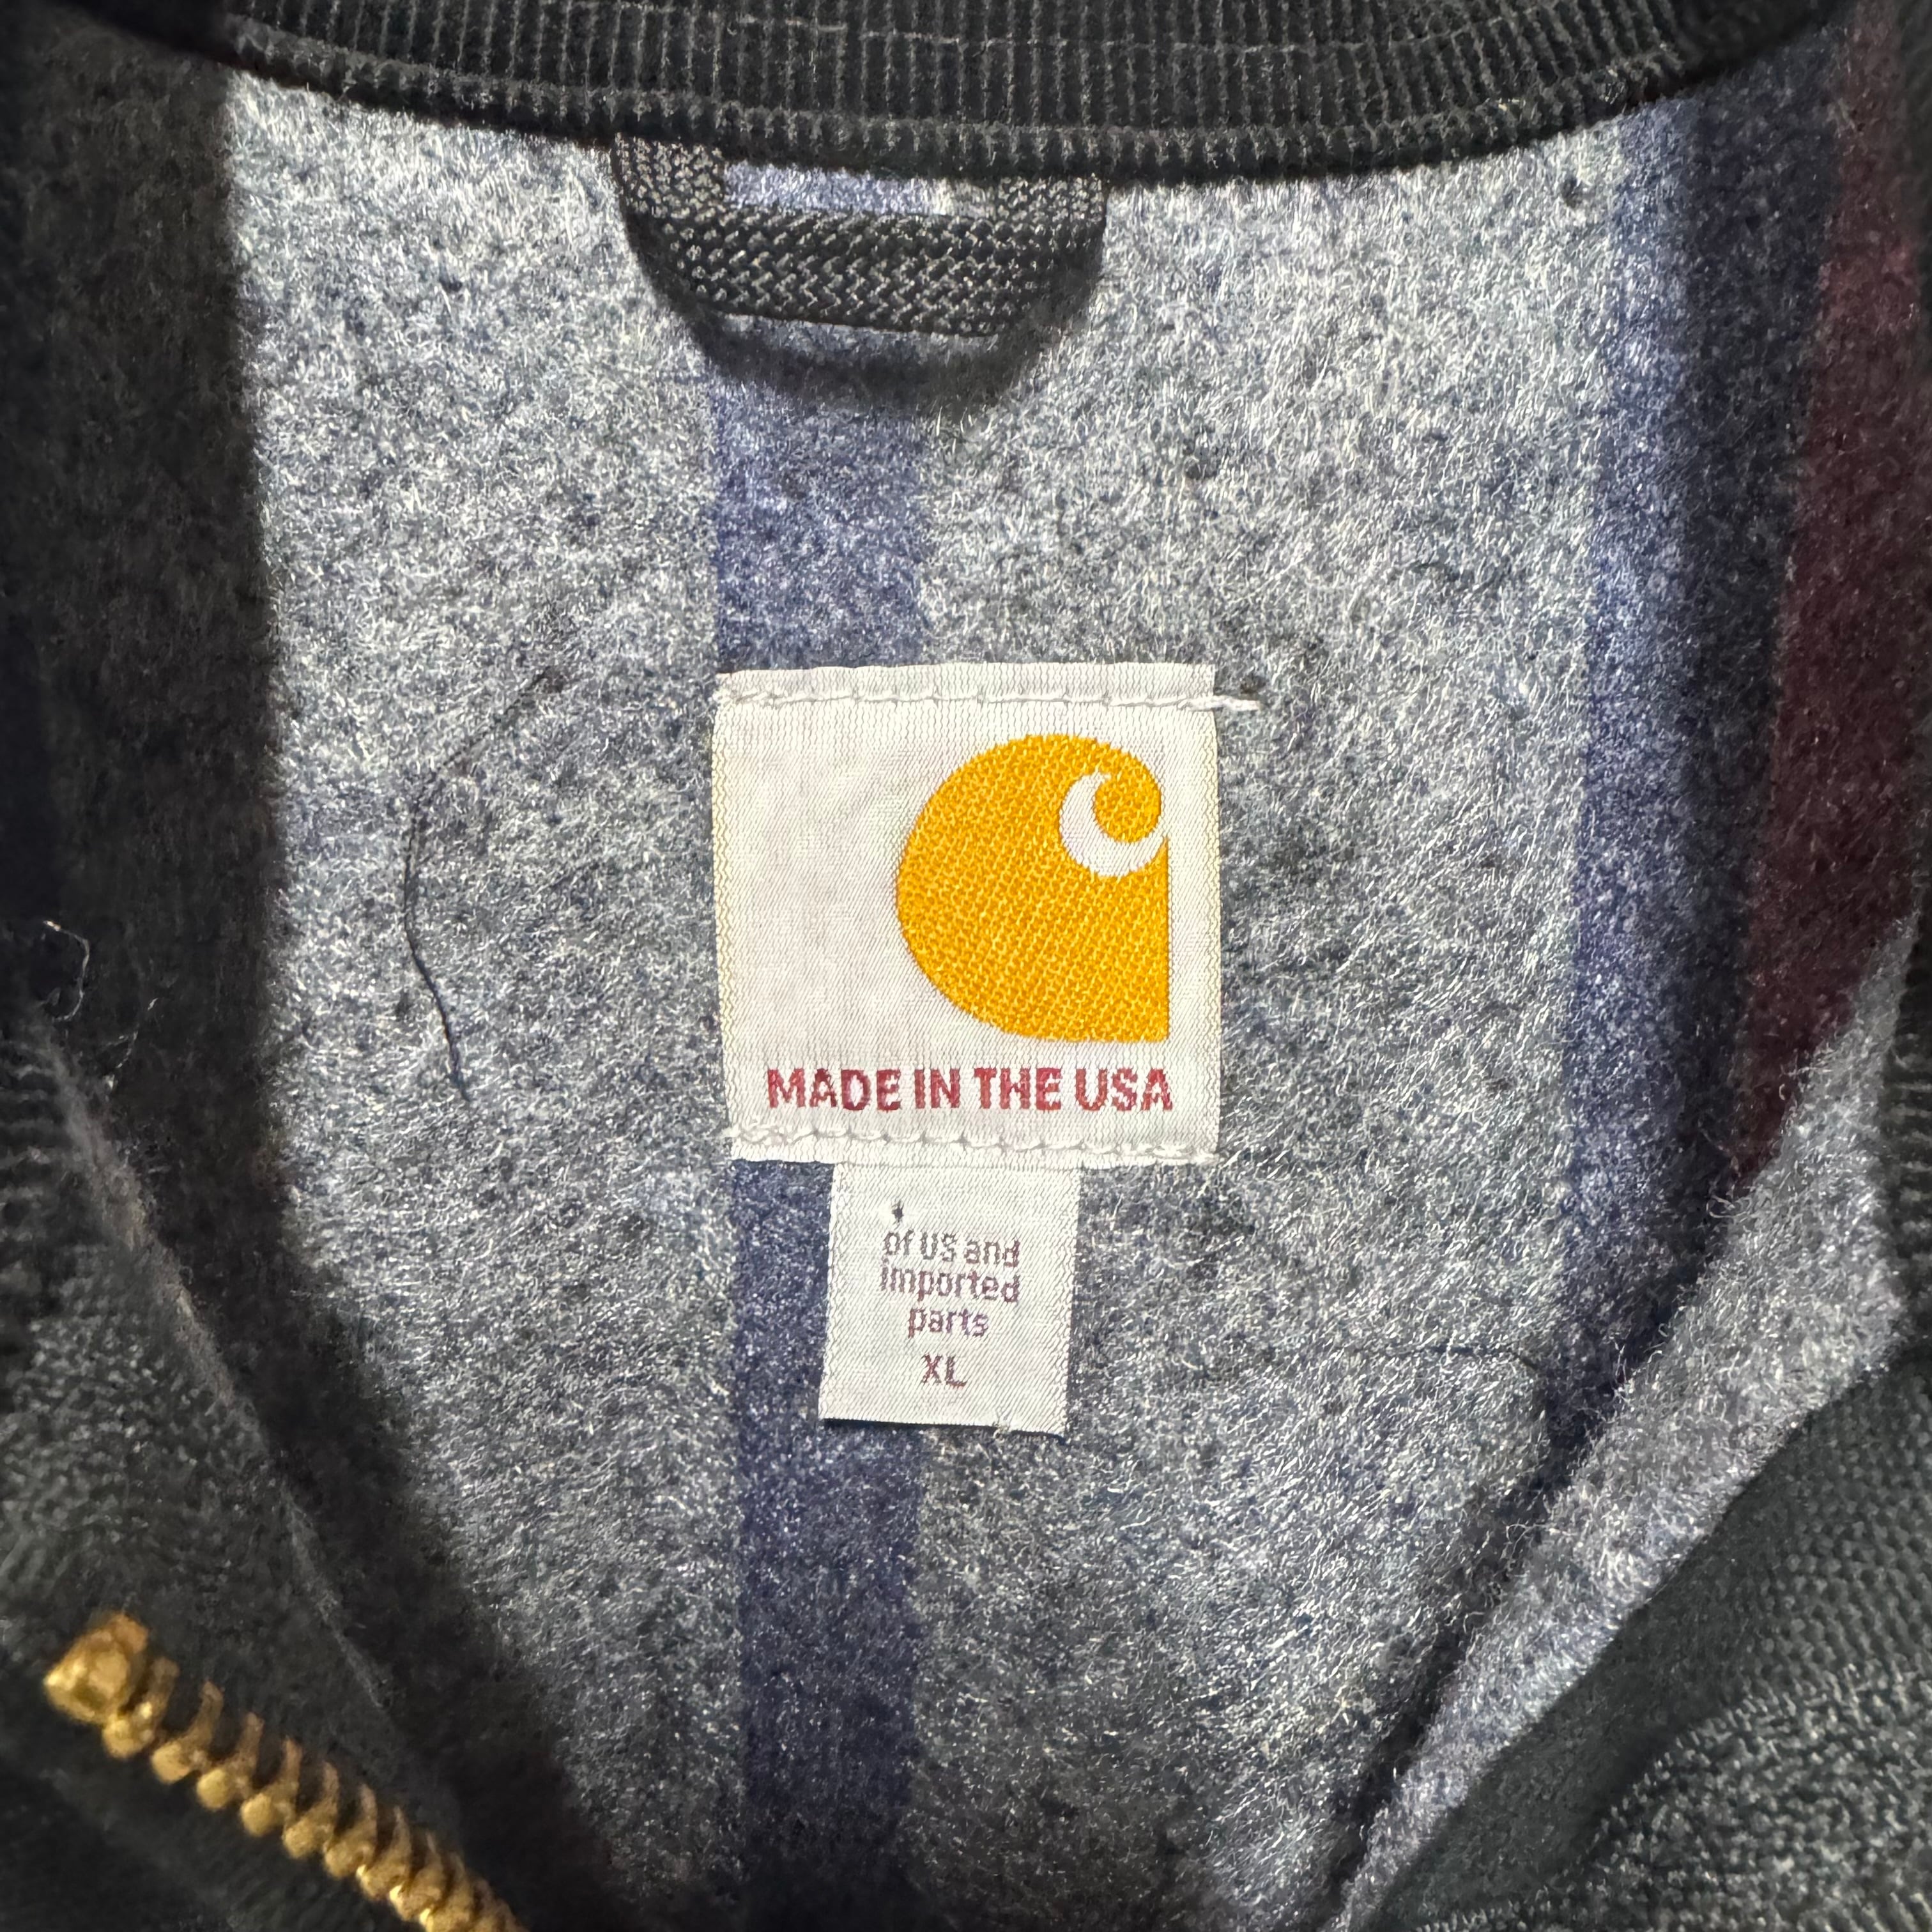 MADE IN THE USA
of US and
imported
parts
XL